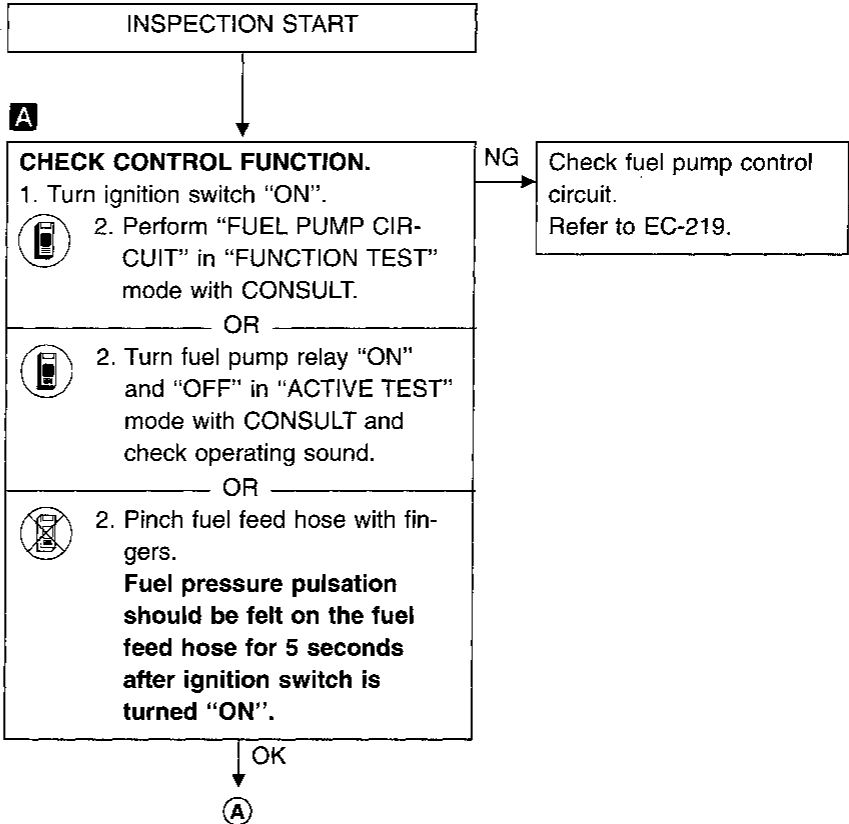 INSPECTION START
A
CHECK CONTROL FUNCTION.
1. Turn ignition switch “ON”.
2. Perform “FUEL PUMP CIR-
CUIT” in “FUNCTION TEST”
mode with CONSULT.
OR
2. Turn fuel pump relay “ON”
and “OFF” in “ACTIVE TEST”
mode with CONSULT and
check operating sound.
OR
2. Pinch fuel feed hose with fin-
gers.
Fuel pressure pulsation
should be felt on the fuel
feed hose for 5 seconds
after ignition switch is
turned “ON”.
NG
Check fuel pump control
circuit.
Refer to EC-219.
OK
A